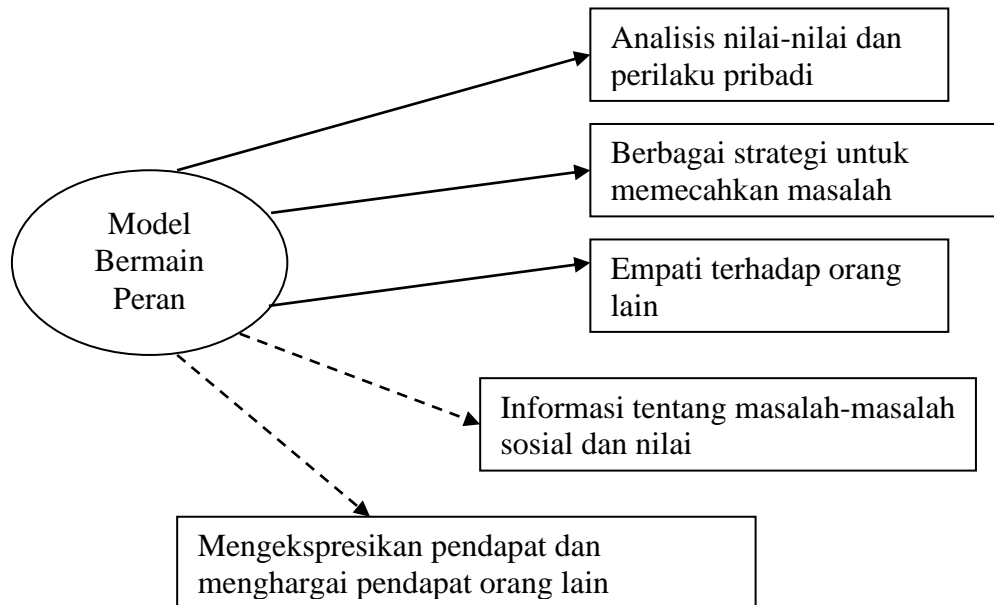 Analisis nilai-nilai dan
perilaku pribadi
Berbagai strategi untuk
memecahkan masalah
Model
Bermain
Peran
Empati terhadap orang
lain
Informasi tentang masalah-masalah
sosial dan nilai
Mengekspresikan pendapat dan
menghargai pendapat orang lain